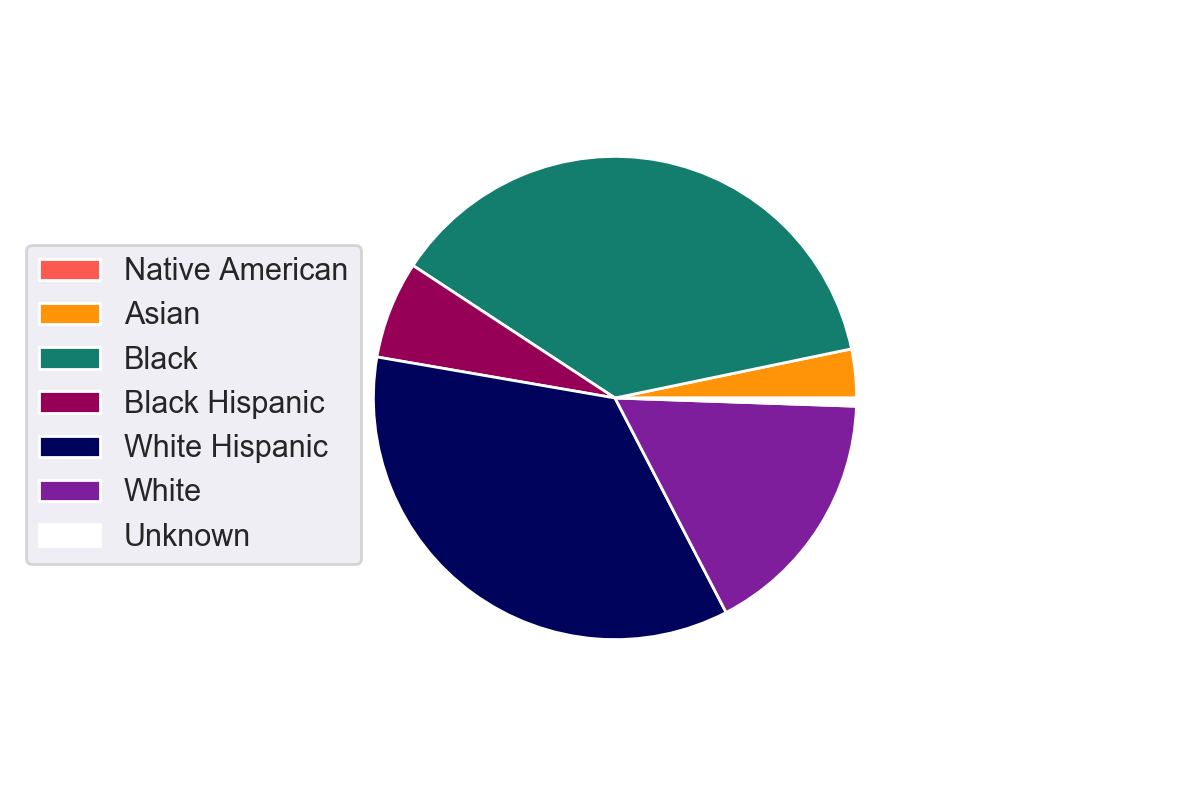 Native American
Asian
Black
Black Hispanic
White Hispanic
White
Unknown